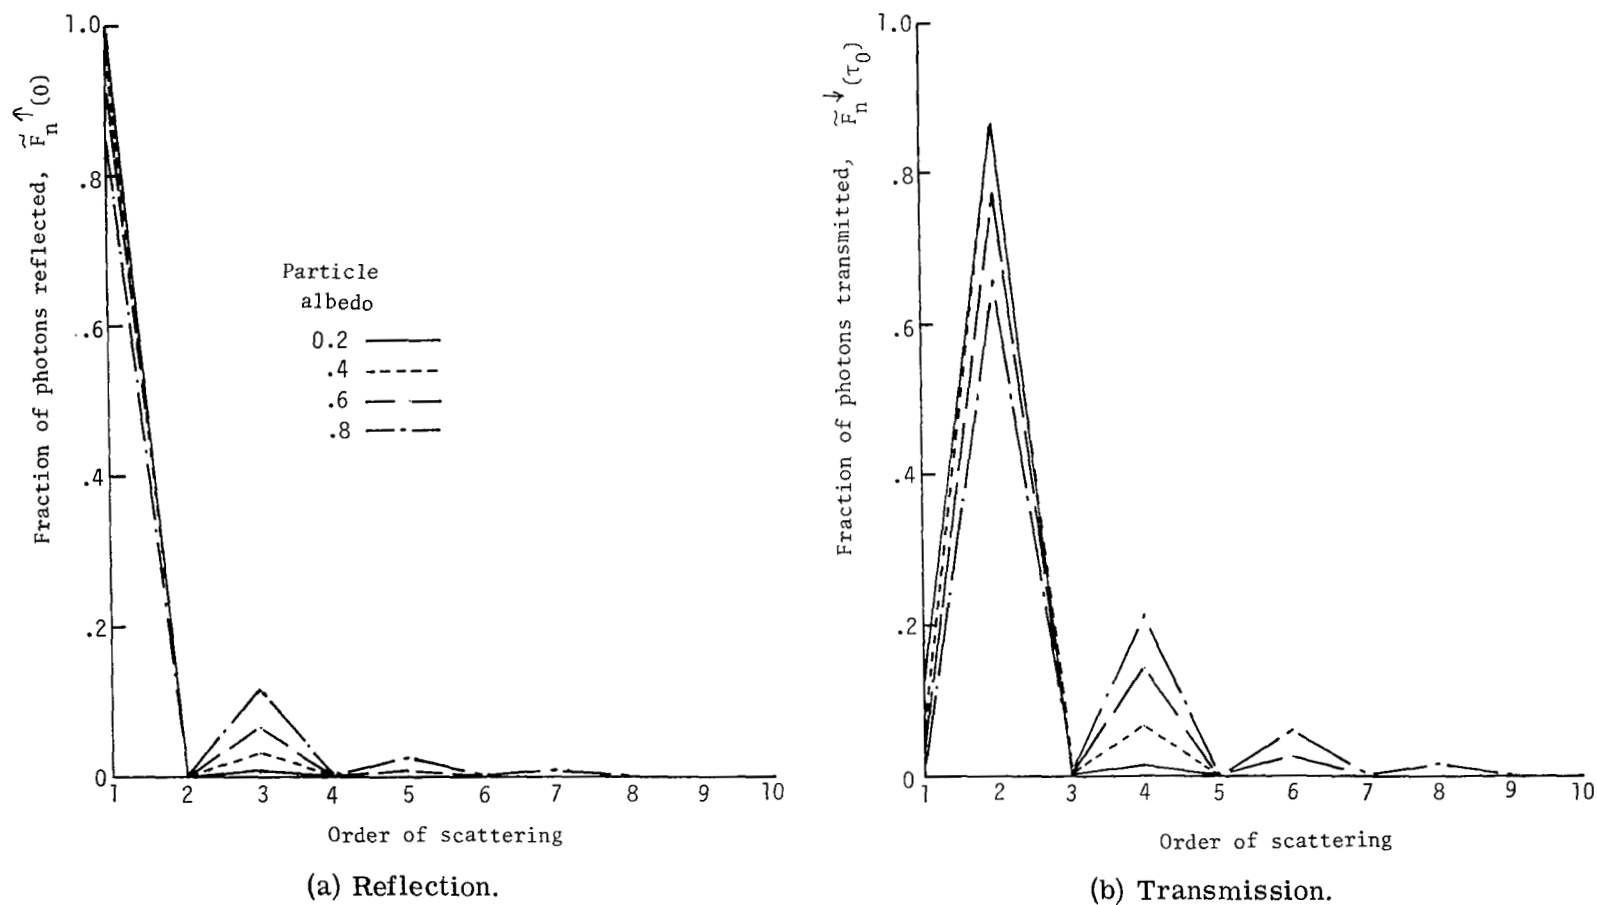 1.0
.8
.6
.4
.2
0
1 2 3 4 5 6 7 8 9 10
Fraction of photons reflected, F̃n↑(0)
Particle
albedo
0.2
.4
.6
.8
Order of scattering
(a) Reflection.
1.0
.8
.6
.4
.2
0
1 2 3 4 5 6 7 8 9 10
Fraction of photons transmitted, F̃n↓(τ0)
Order of scattering
(b) Transmission.